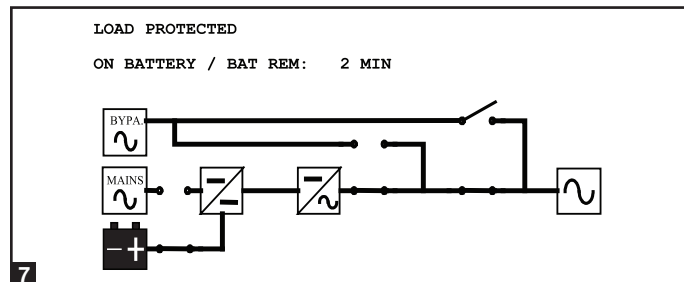 LOAD PROTECTED
ON BATTERY / BAT REM: 2 MIN
BYPA.
MAINS
7